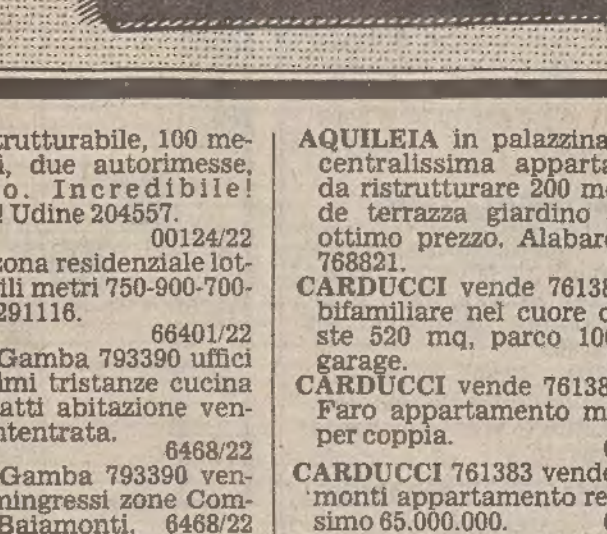 trutturabile, 100 me-
i, due autorimesse,
o. Incredibile!
! Udine 204557.
00124/22
zona residenziale lot-
ili metri 750-900-700-
291116.
66401/22
Gamba 793390 uffici
imi tristanze cucina
atti abitazione ven-
ntentrata.
6468/22
Gamba 793390 ven-
mingressi zone Com-
Baiamonti. 6468/22
AQUILEIA in palazzina
centralissima apparta
da ristrutturare 200 m
de terrazza giardino
ottimo prezzo. Alabar
768821.
CARDUCCI vende 76138
bifamiliare nel cuore
ste 520 mq, parco 10
garage.
CARDUCCI vende 76138
Faro appartamento m
per coppia.
CARDUCCI 761383 vende
monti appartamento re
simo 65.000.000.